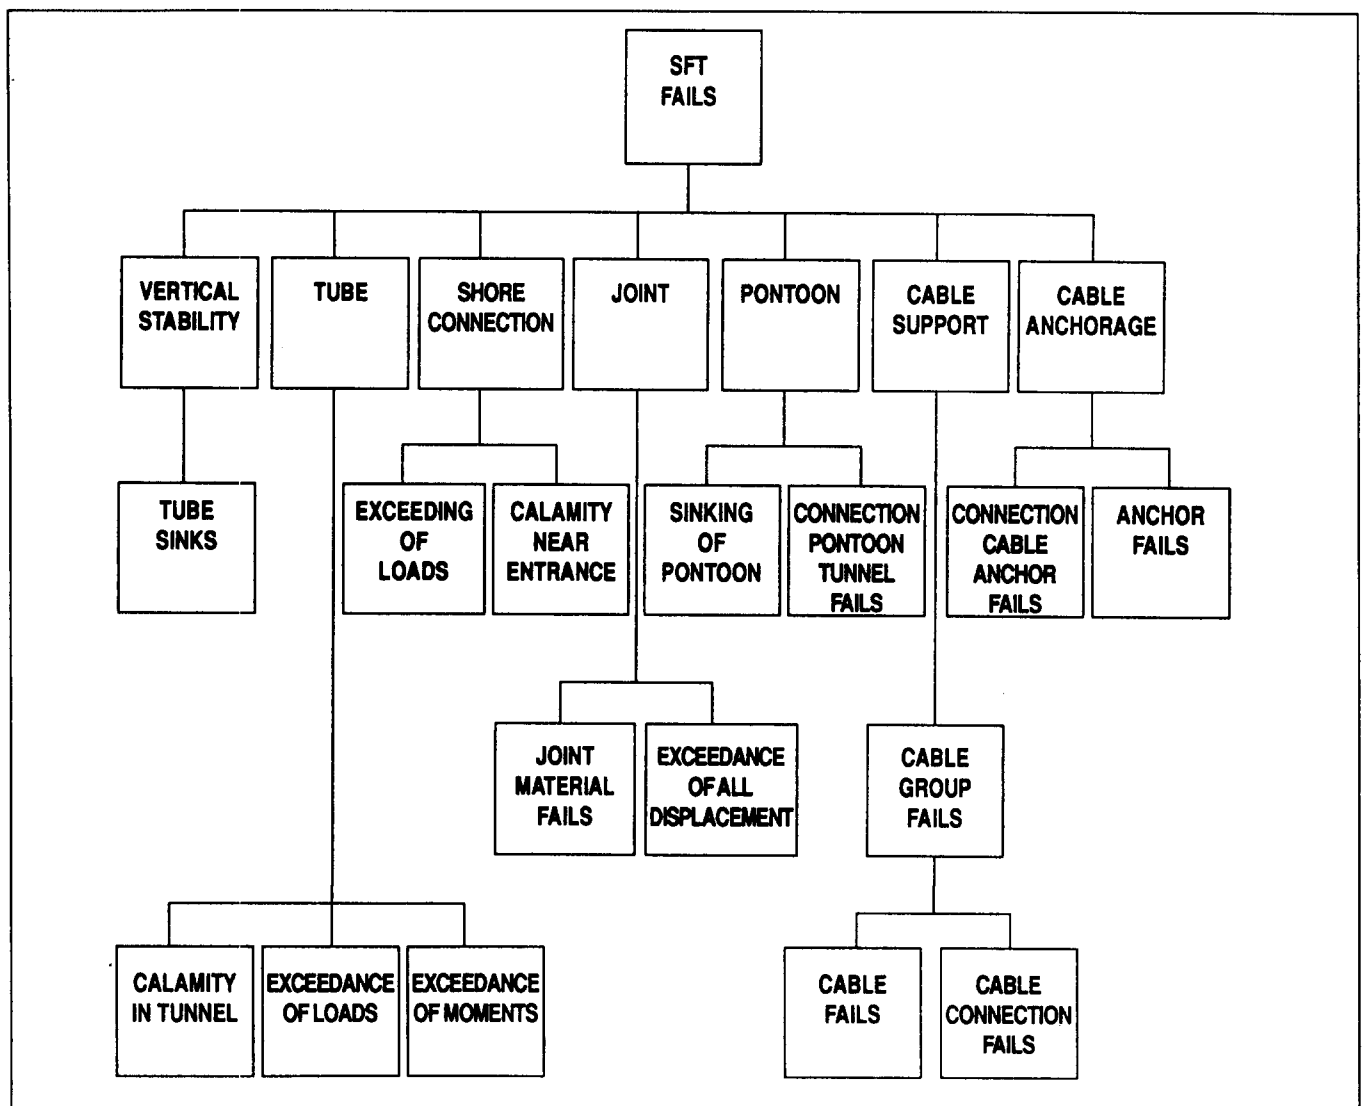 SFT
FAILS
VERTICAL
STABILITY
TUBE
SHORE
CONNECTION
JOINT
PONTOON
CABLE
SUPPORT
CABLE
ANCHORAGE
TUBE
SINKS
EXCEEDING
OF
LOADS
CALAMITY
NEAR
ENTRANCE
SINKING
OF
PONTOON
CONNECTION
PONTOON
TUNNEL
FAILS
CONNECTION
CABLE
ANCHOR
FAILS
ANCHOR
FAILS
JOINT
MATERIAL
FAILS
EXCEEDANCE
OF ALL
DISPLACEMENT
CABLE
GROUP
FAILS
CALAMITY
IN TUNNEL
EXCEEDANCE
OF LOADS
EXCEEDANCE
OF MOMENTS
CABLE
FAILS
CABLE
CONNECTION
FAILS